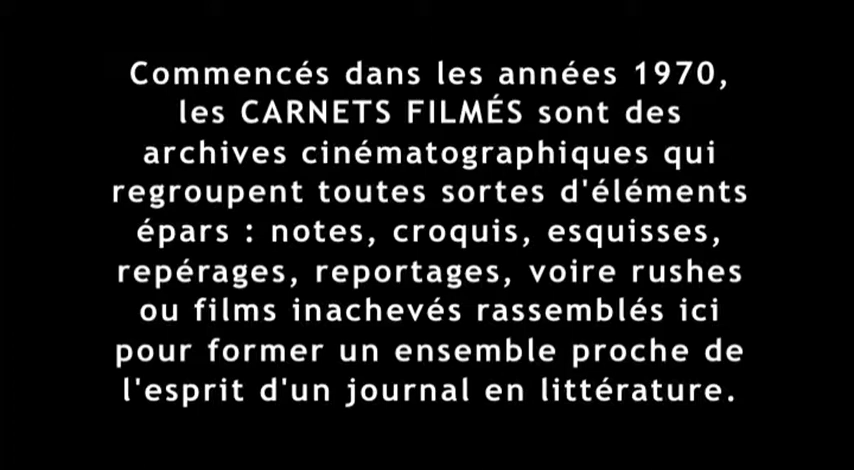 Commencés dans les années 1970,
les CARNETS FILMÉS sont des
archives cinématographiques qui
regroupent toutes sortes d'éléments
épars : notes, croquis, esquisses,
repérages, reportages, voire rushes
ou films inachevés rassemblés ici
pour former un ensemble proche de
l'esprit d'un journal en littérature.